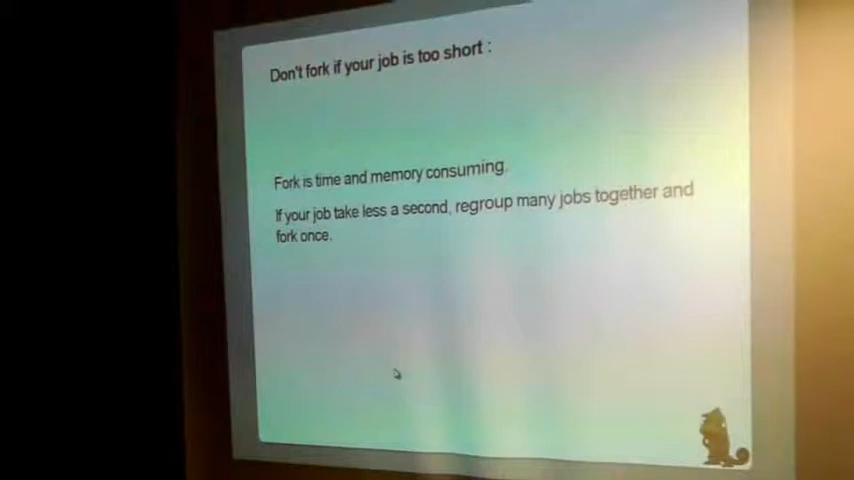 Don't fork if your job is too short :
Fork is time and memory consuming.
If your job take less a second, regroup many jobs together and
fork once.